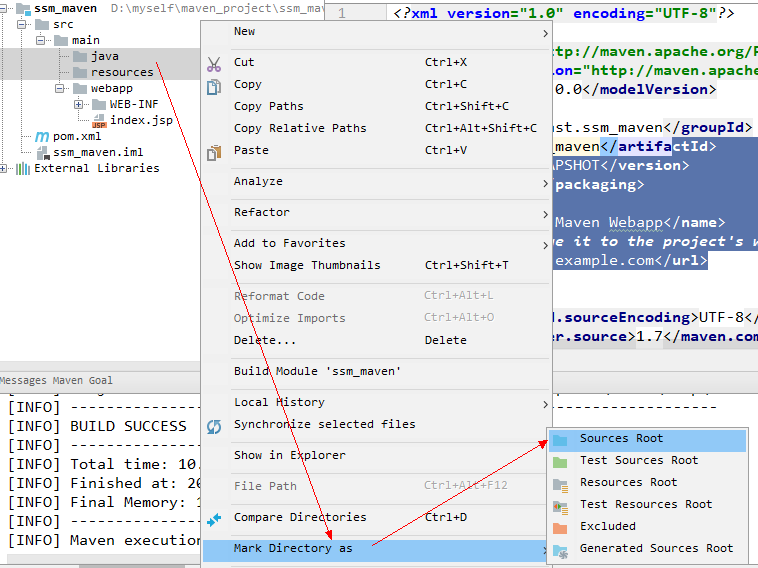 ssm_maven D:\myself\maven_project\ssm_mav
src
main
java
resources
webapp
WEB-INF
index.jsp
JSP
pom.xml
ssm_maven.iml
External Libraries
New
Cut Ctrl+X
Copy Ctrl+C
Copy Paths Ctrl+Shift+C
Copy Relative Paths Ctrl+Alt+Shift+C
Paste Ctrl+V
Analyze
Refactor
Add to Favorites
Show Image Thumbnails Ctrl+Shift+T
Reformat Code Ctrl+Alt+L
Optimize Imports Ctrl+Alt+O
Delete... Delete
Build Module 'ssm_maven'
Local History
Synchronize selected files
Show in Explorer
File Path Ctrl+Alt+F12
Compare Directories Ctrl+D
Mark Directory as
Sources Root
Test Sources Root
Resources Root
Test Resources Root
Excluded
Generated Sources Root
1 <?xml version="1.0" encoding="UTF-8"?>
tp://maven.apache.org/P
on="http://maven.apache
0.0</modelVersion>
st.ssm_maven</groupId>
_maven</artifactId>
APSHOT</version>
packaging>
Maven Webapp</name>
e it to the project's w
example.com</url>
.sourceEncoding>UTF-8</
er.source>1.7</maven.com
Messages Maven Goal
[INFO] ------------------------------------------------------------------------
[INFO] BUILD SUCCESS
[INFO] ----------------
[INFO] Total time: 10.
[INFO] Finished at: 20
[INFO] Final Memory: 1
[INFO] ----------------
[INFO] Maven execution